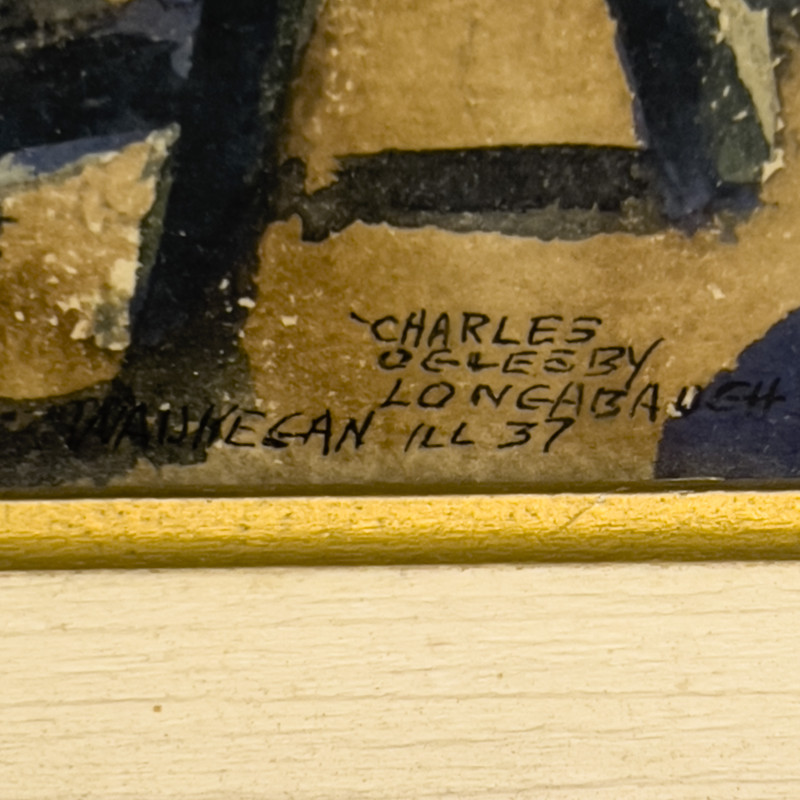 CHARLES
OGLESBY
LONGABAUGH
WAUKEGAN ILL 37